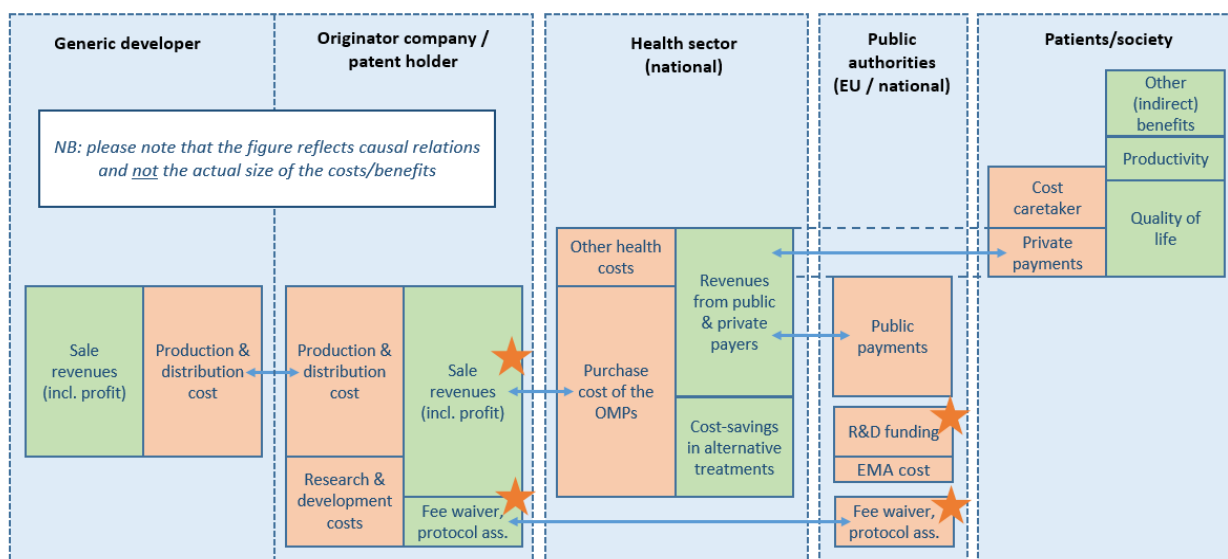 Generic developer
Originator company /
patent holder
Health sector
(national)
Public
authorities
(EU / national)
Patients/society
NB: please note that the figure reflects causal relations
and not the actual size of the costs/benefits
Other
(indirect)
benefits
Productivity
Quality of
life
Cost
caretaker
Private
payments
Other health
costs
Revenues
from public
& private
payers
Purchase
cost of the
OMPs
Cost-savings
in alternative
treatments
Public
payments
R&D funding
EMA cost
Fee waiver,
protocol ass.
Sale
revenues
(incl. profit)
Production &
distribution
cost
Production &
distribution
cost
Sale
revenues
(incl. profit)
Research &
development
costs
Fee waiver,
protocol ass.